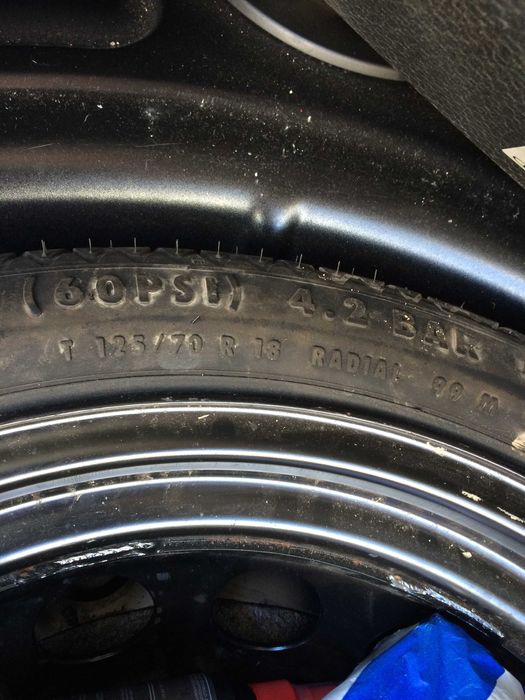 (60PSI) 4.2 BAR
T 125/70 R 18 RADIAL 99 M